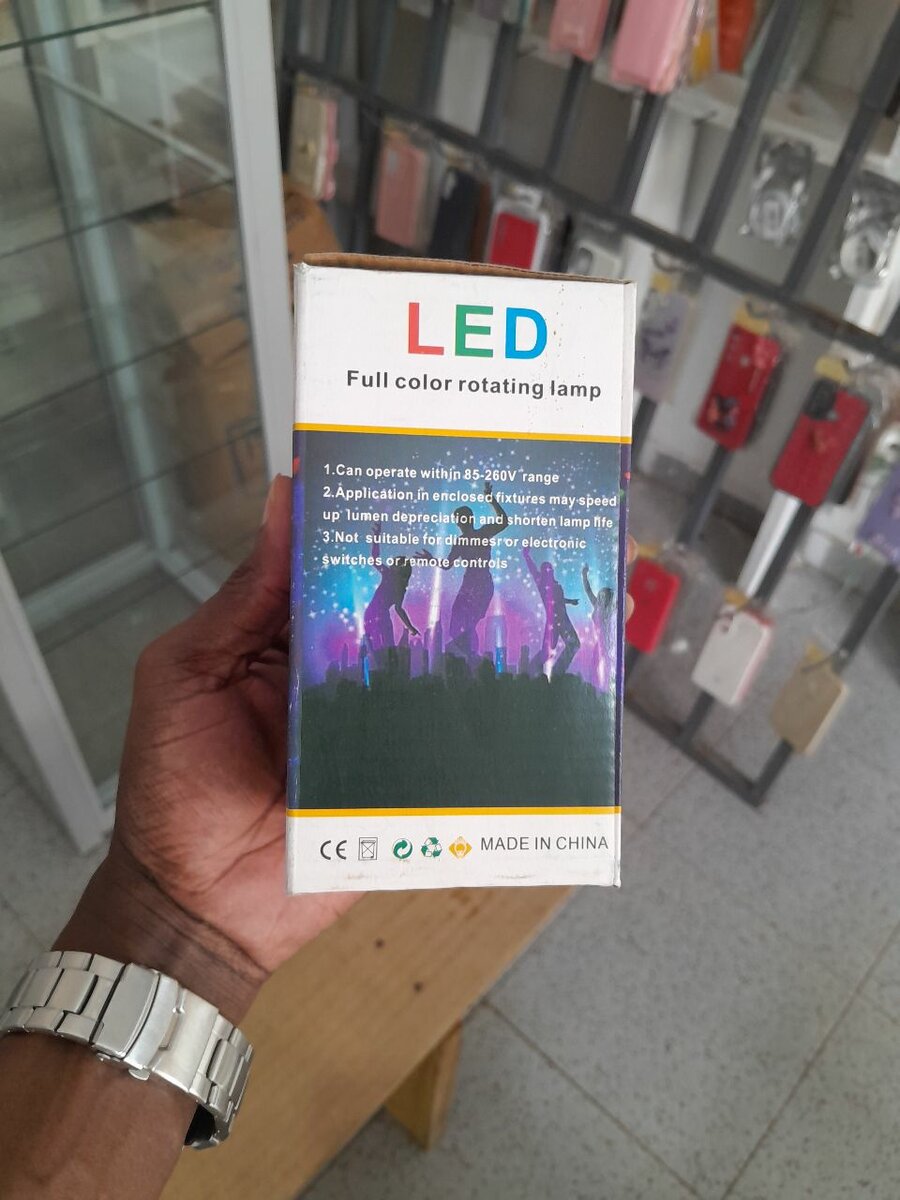 LED
Full color rotating lamp
1.Can operate within 85-260V range
2.Application in enclosed fixtures may speed
up lumen depreclation and shorten lamp life
3.Not suitable for dlmmesr or electronic
switches or remote controls
CE MADE IN CHINA